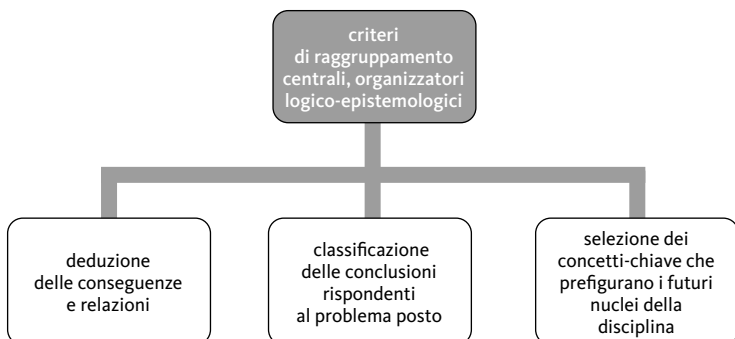 criteri
di raggruppamento
centrali, organizzatori
logico-epistemologici
deduzione
delle conseguenze
e relazioni
classificazione
delle conclusioni
rispondenti
al problema posto
selezione dei
concetti-chiave che
prefigurano i futuri
nuclei della
disciplina